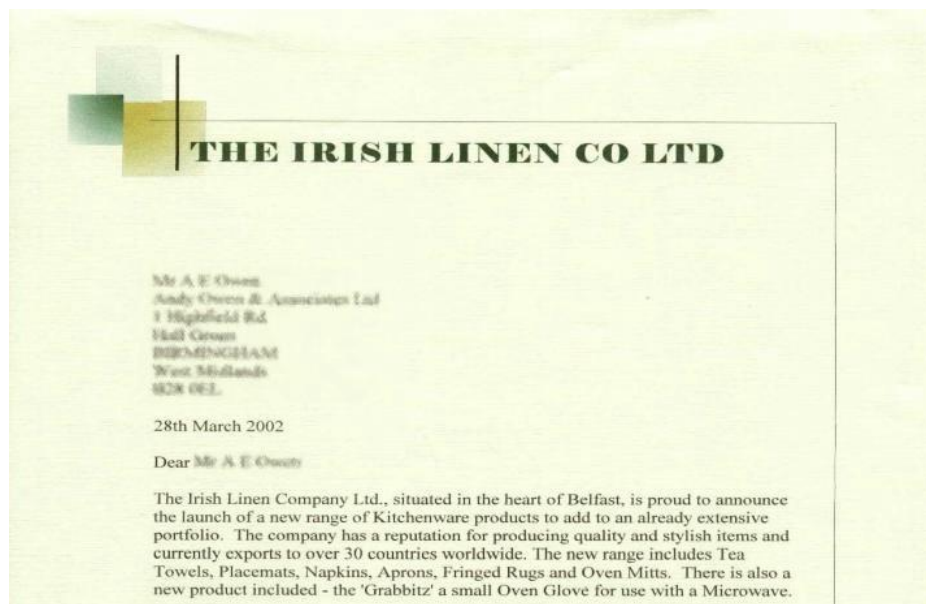 THE IRISH LINEN CO LTD
28th March 2002
Dear
The Irish Linen Company Ltd., situated in the heart of Belfast, is proud to announce
the launch of a new range of Kitchenware products to add to an already extensive
portfolio. The company has a reputation for producing quality and stylish items and
currently exports to over 30 countries worldwide. The new range includes Tea
Towels, Placemats, Napkins, Aprons, Fringed Rugs and Oven Mitts. There is also a
new product included - the 'Grabbitz' a small Oven Glove for use with a Microwave.